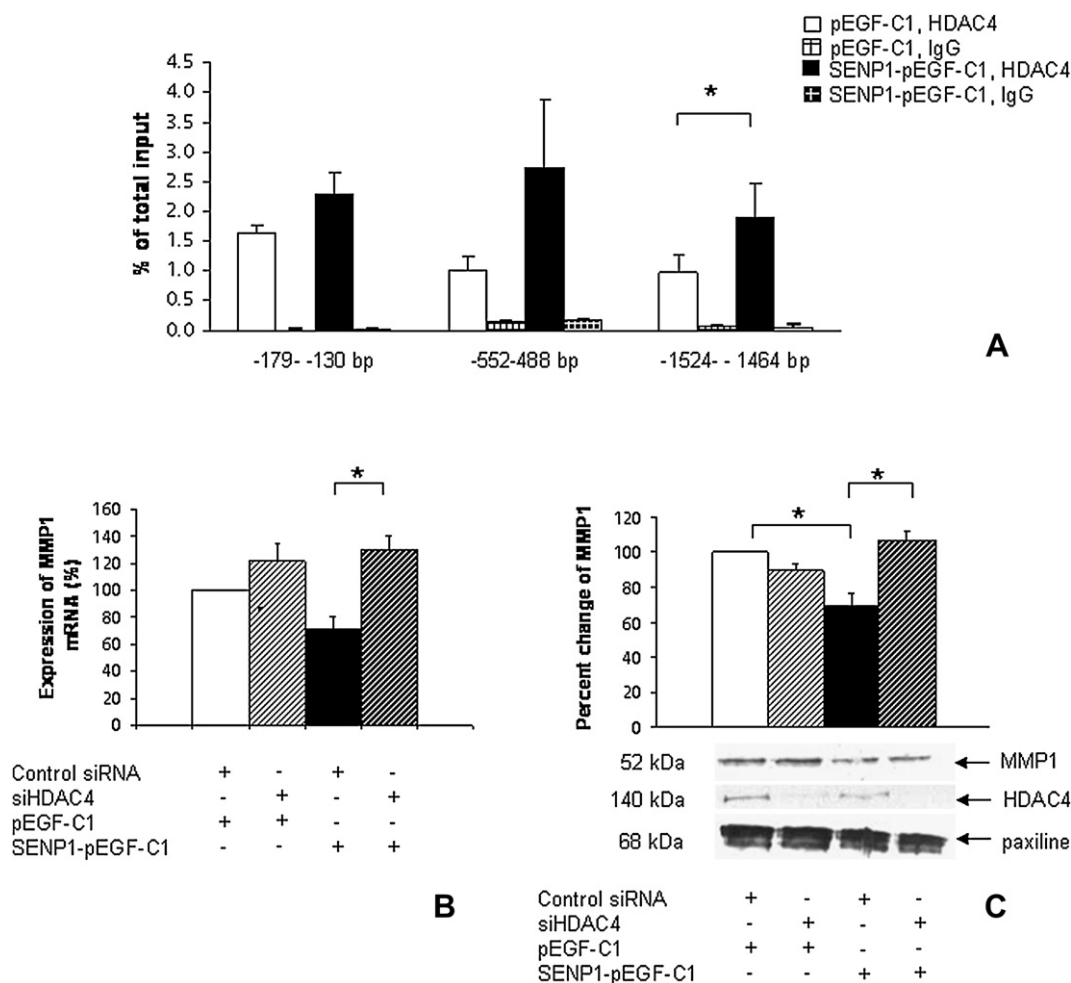 pEGF-C1, HDAC4
pEGF-C1, IgG
SENP1-pEGF-C1, HDAC4
SENP1-pEGF-C1, IgG
% of total input
4.5
4.0
3.5
3.0
2.5
2.0
1.5
1.0
0.5
0.0
*
-179- -130 bp
-552-488 bp
-1524- - 1464 bp
A
Expression of MMP1
mRNA (%)
160
140
120
100
80
60
40
20
0
*
Control siRNA + - + -
siHDAC4 - + - +
pEGF-C1 + + - -
SENP1-pEGF-C1 - - + +
B
Percent change of MMP1
120
100
80
60
40
20
0
*
*
52 kDa MMP1
140 kDa HDAC4
68 kDa paxiline
Control siRNA + - + -
siHDAC4 - + - +
pEGF-C1 + + - -
SENP1-pEGF-C1 - - + +
C